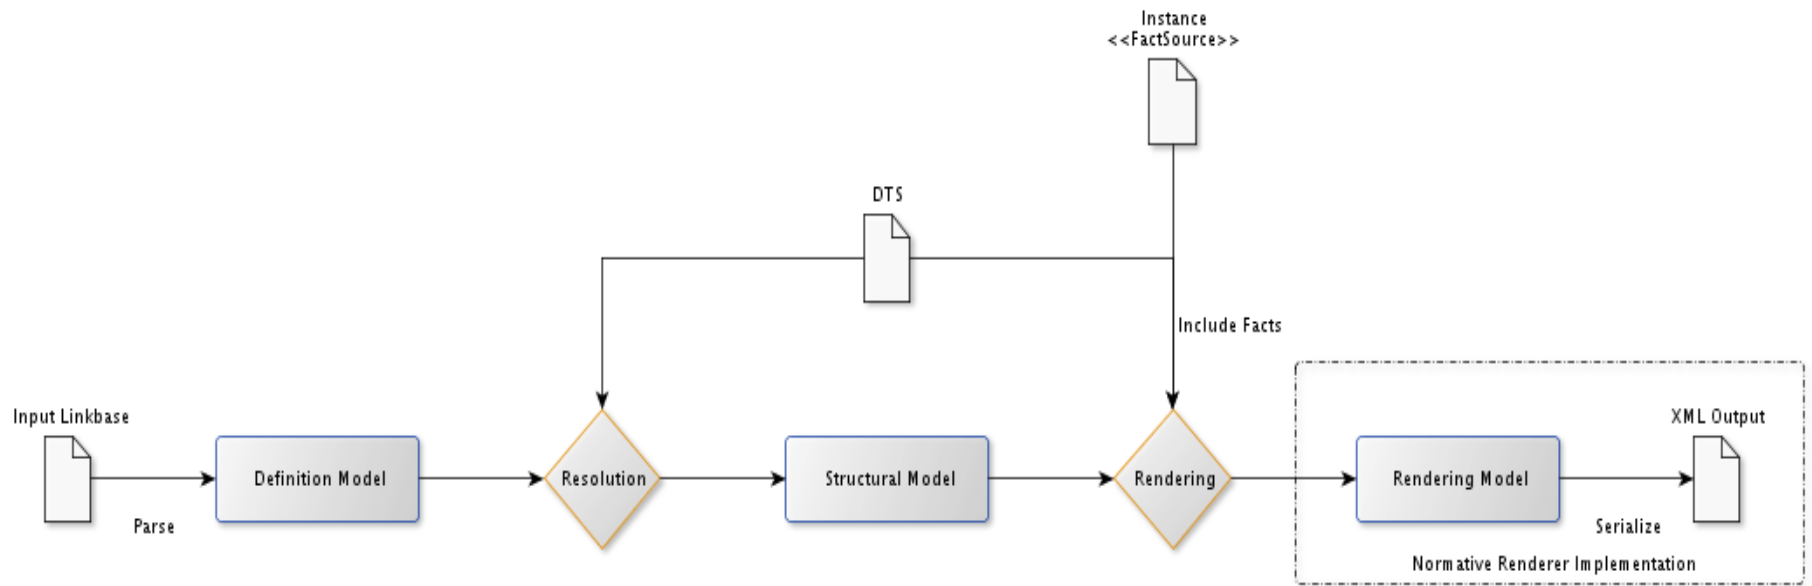 Instance
<<FactSource>>
DTS
Include Facts
Input Linkbase
XML Output
Definition Model
Resolution
Structural Model
Rendering
Rendering Model
Parse
Serialize
Normative Renderer Implementation